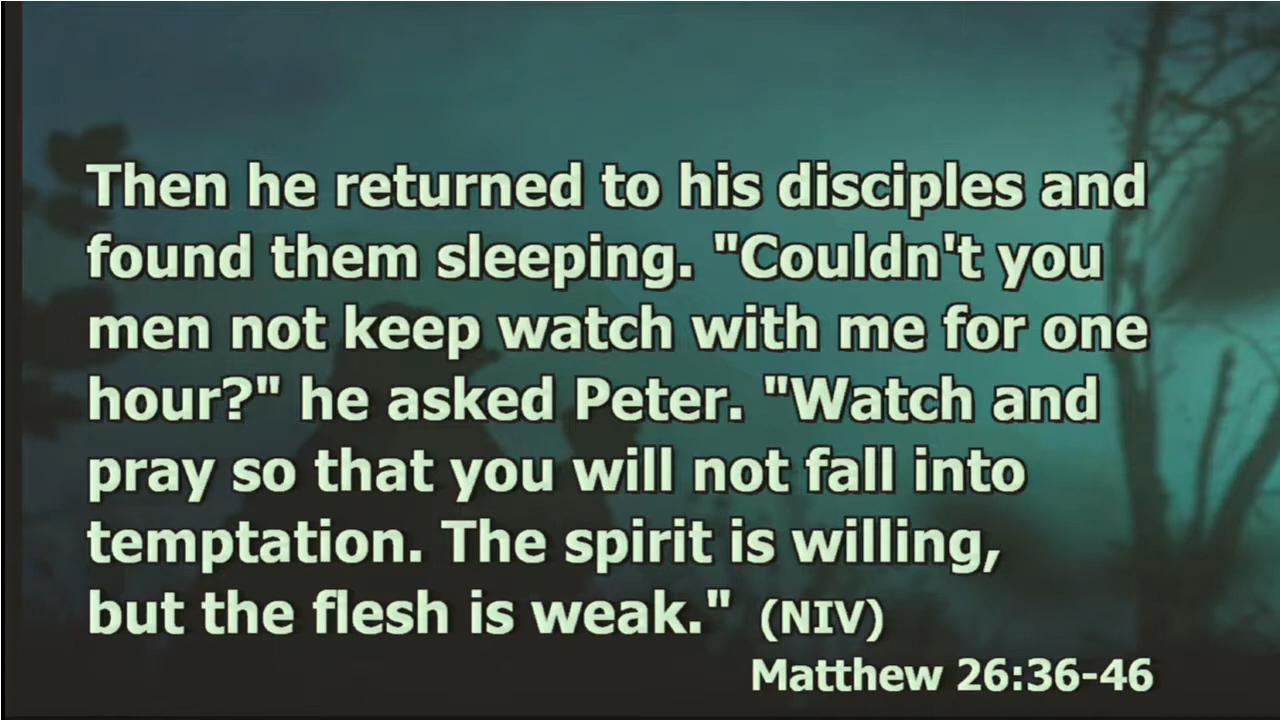 Then he returned to his disciples and
found them sleeping. "Couldn't you
men not keep watch with me for one
hour?" he asked Peter. "Watch and
pray so that you will not fall into
temptation. The spirit is willing,
but the flesh is weak." (NIV)
Matthew 26:36-46